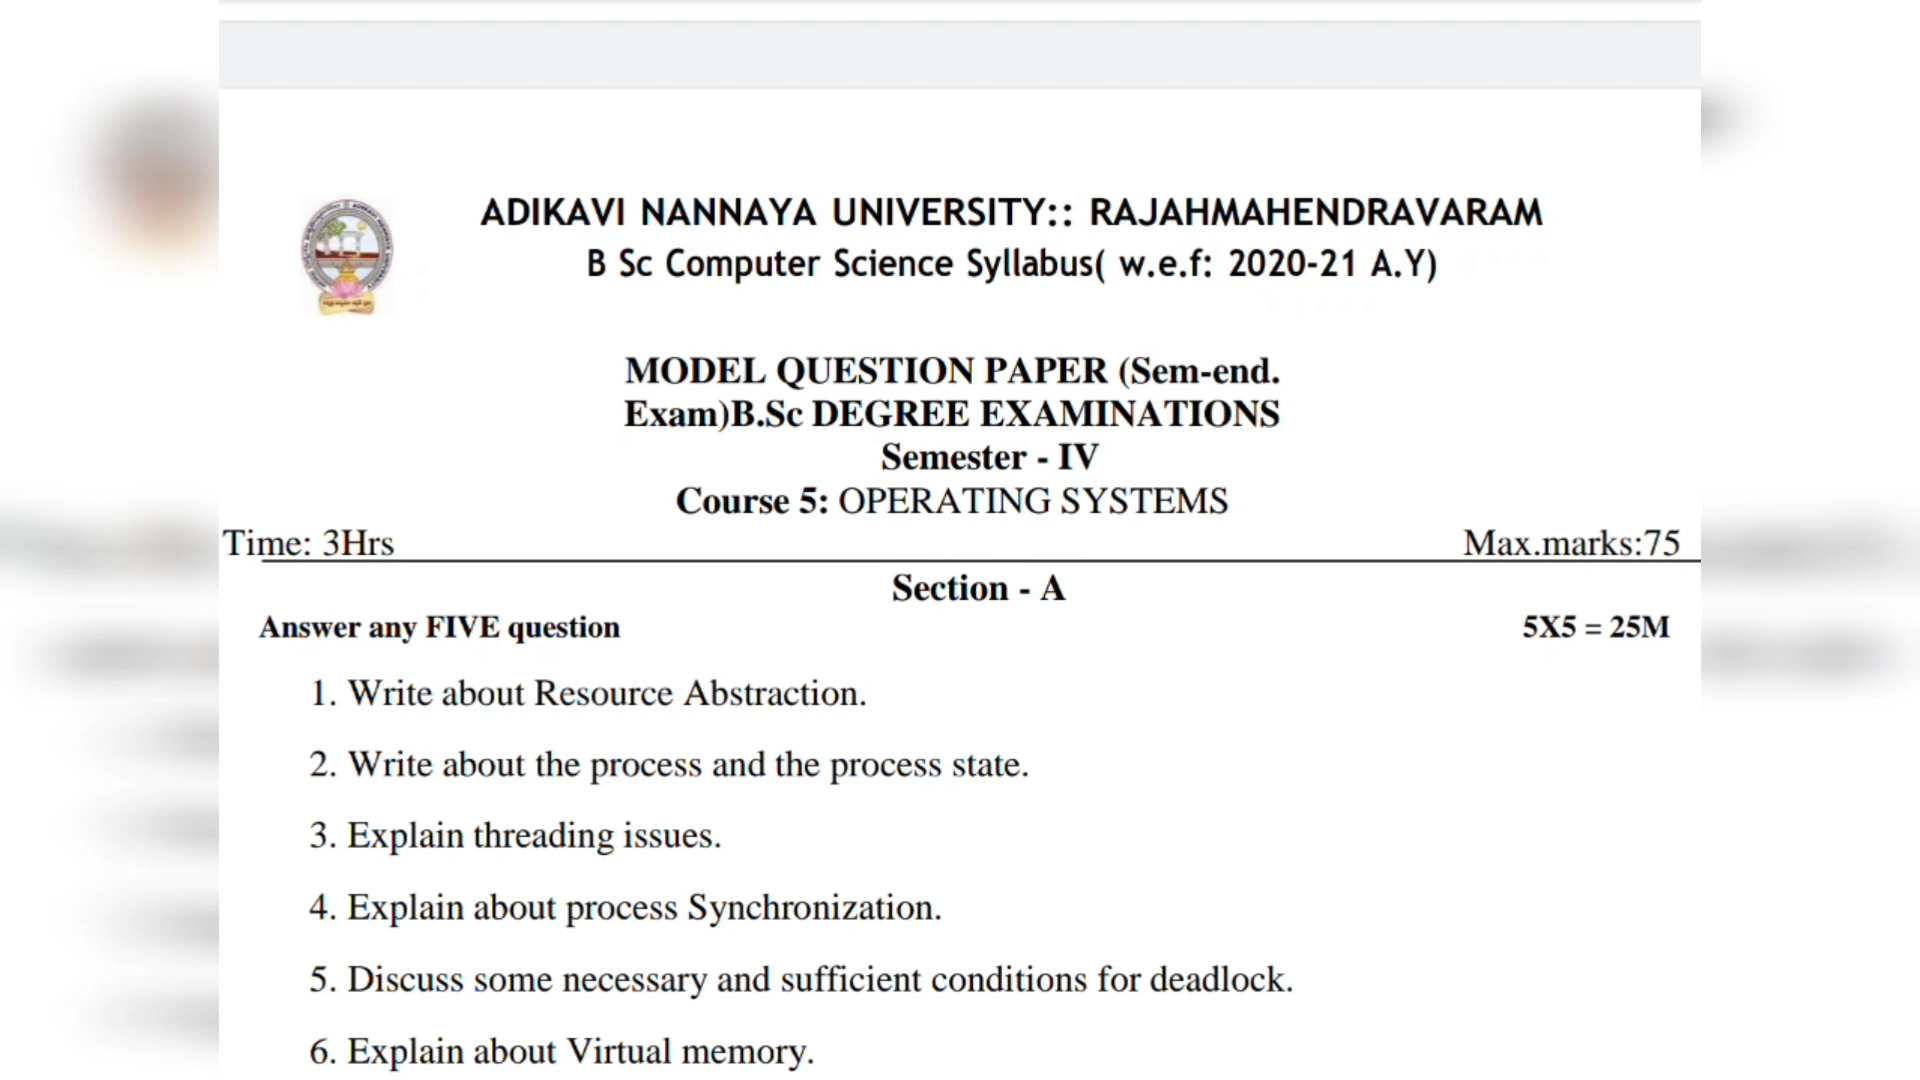 ADIKAVI NANNAYA UNIVERSITY:: RAJAHMAHENDRAVARAM
B Sc Computer Science Syllabus( w.e.f: 2020-21 A.Y)
MODEL QUESTION PAPER (Sem-end.
Exam)B.Sc DEGREE EXAMINATIONS
Semester - IV
Course 5: OPERATING SYSTEMS
Time: 3Hrs Max.marks:75
Section - A
Answer any FIVE question 5X5 = 25M
1. Write about Resource Abstraction.
2. Write about the process and the process state.
3. Explain threading issues.
4. Explain about process Synchronization.
5. Discuss some necessary and sufficient conditions for deadlock.
6. Explain about Virtual memory.